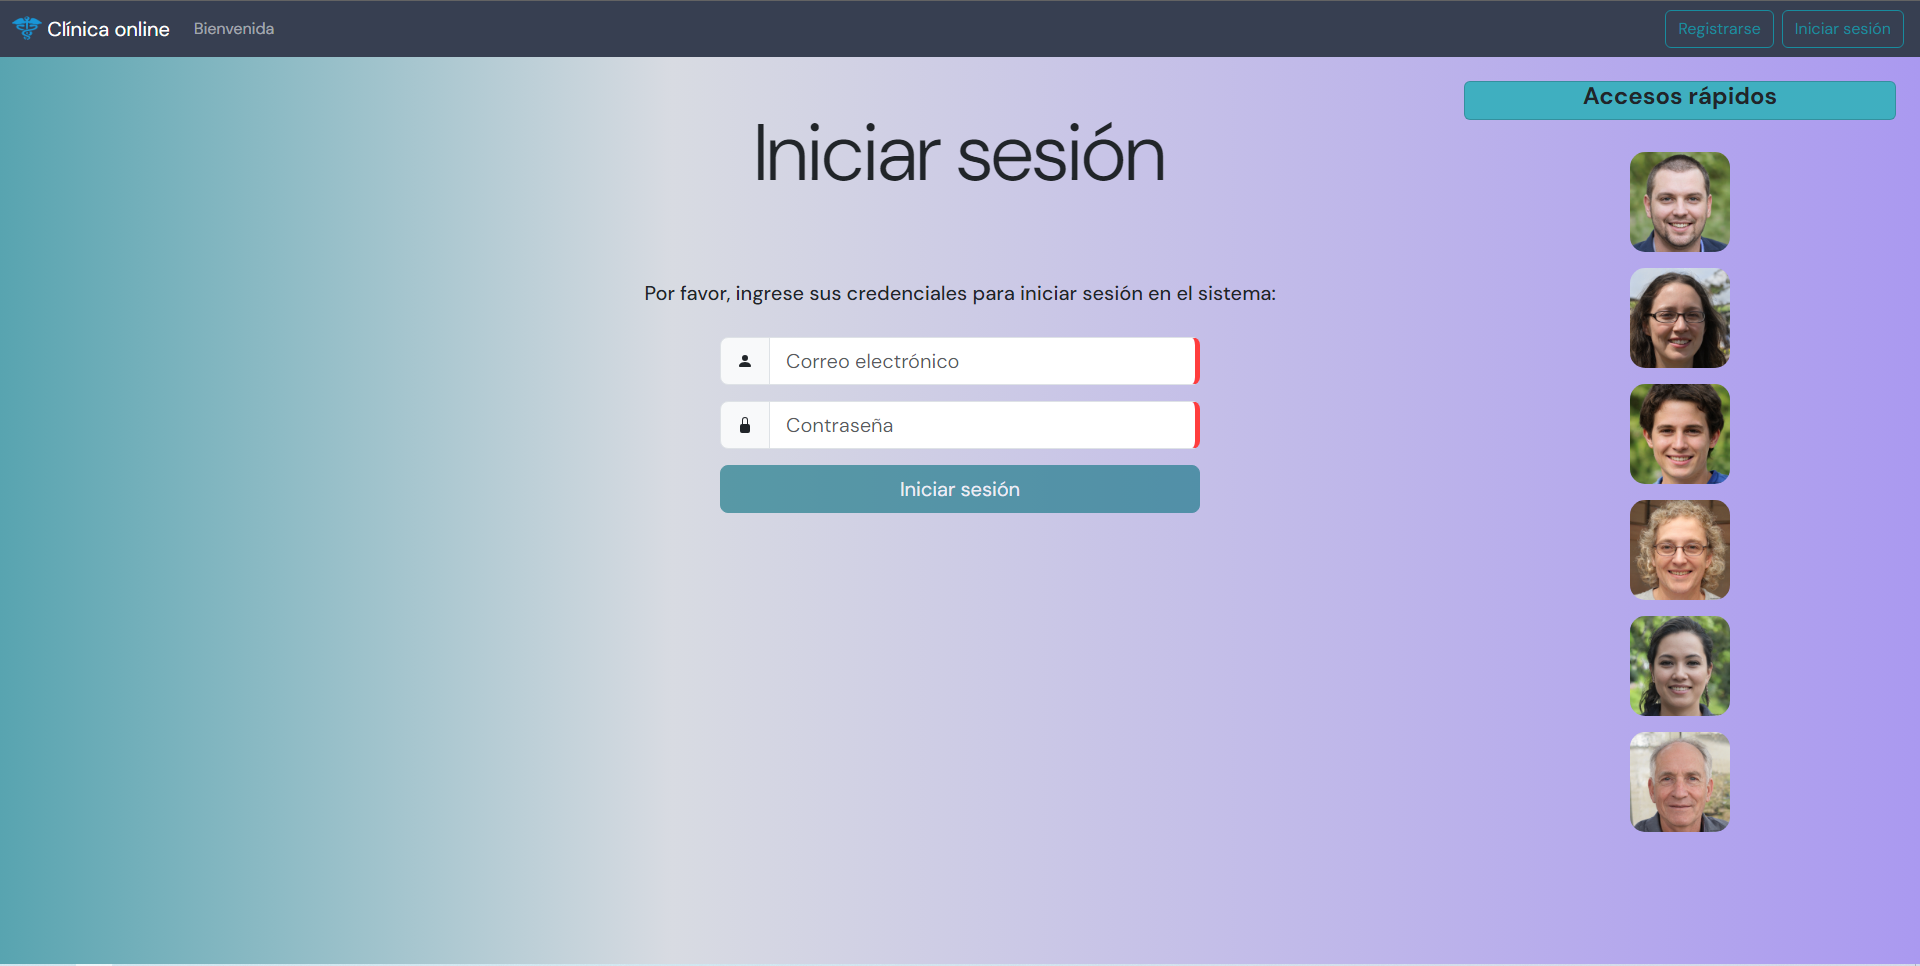 Clínica online
Bienvenida
Registrarse
Iniciar sesión
Accesos rápidos
Iniciar sesión
Por favor, ingrese sus credenciales para iniciar sesión en el sistema:
Correo electrónico
Contraseña
Iniciar sesión